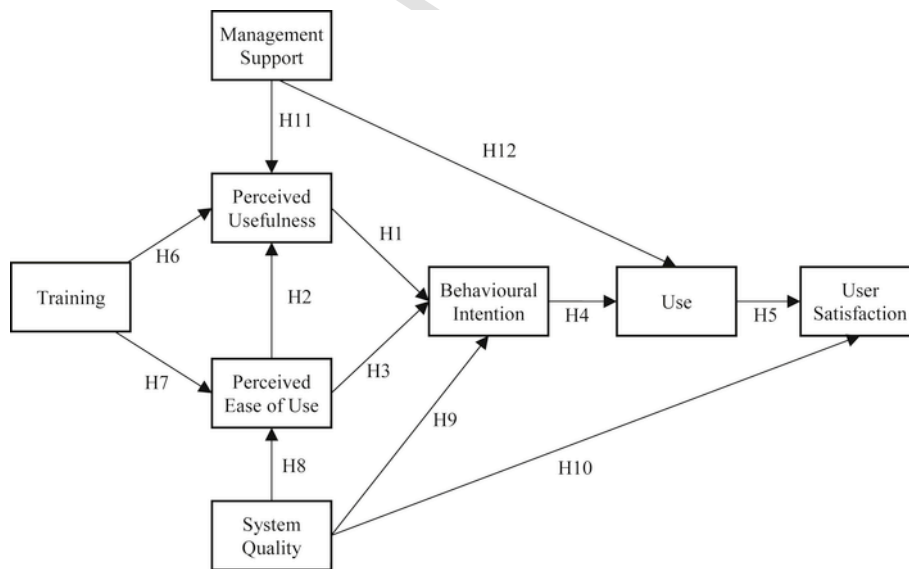 Management
Support
H11
H12
Perceived
Usefulness
H6
H1
Training
H2
Behavioural
Intention
H4
Use
H5
User
Satisfaction
H7
Perceived
Ease of Use
H3
H9
H8
H10
System
Quality